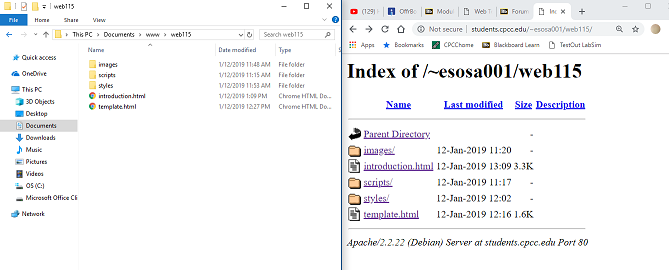 web115
This PC > Documents > www > web115
Search web115
Name
Date modified
Type
Quick access
OneDrive
This PC
3D Objects
Desktop
Documents
Downloads
Music
Pictures
Videos
OS (C:)
Microsoft Office Cli
Network
images 1/12/2019 11:48 AM File folder
scripts 1/12/2019 11:15 AM File folder
styles 1/12/2019 11:53 AM File folder
introduction.html 1/12/2019 1:09 PM Chrome HTML Do...
template.html 1/12/2019 12:27 PM Chrome HTML Do...
(129)
OffB
Modul
Web T
Forum
Ind
Not secure | students.cpcc.edu/~esosa001/web115/
Apps
Bookmarks
CPCChome
Blackboard Learn
TestOut LabSim
Index of /~esosa001/web115
Name Last modified Size Description
Parent Directory -
images/ 12-Jan-2019 11:20 -
introduction.html 12-Jan-2019 13:09 3.3K
scripts/ 12-Jan-2019 11:17 -
styles/ 12-Jan-2019 12:02 -
template.html 12-Jan-2019 12:16 1.6K
Apache/2.2.22 (Debian) Server at students.cpcc.edu Port 80